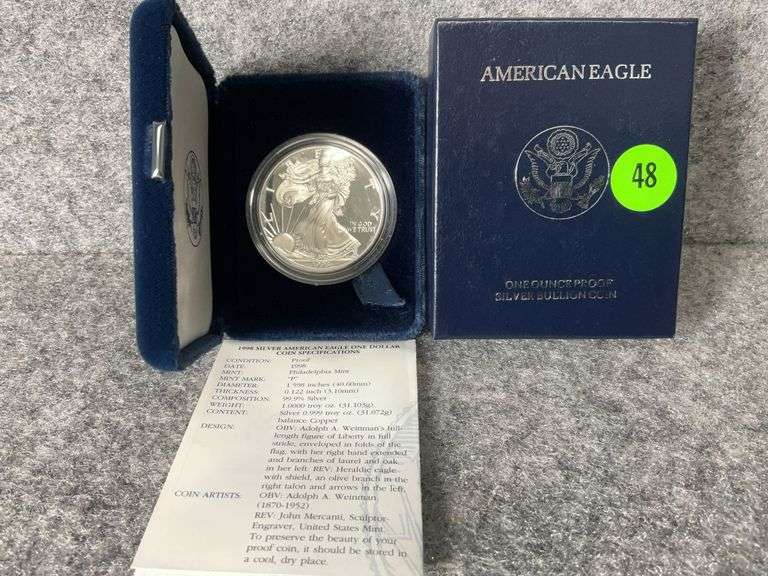 AMERICAN EAGLE
48
ONE OUNCE PROOF
SILVER BULLION COIN
IN GOD
WE TRUST
1998 SILVER AMERICAN EAGLE ONE DOLLAR
COIN SPECIFICATIONS
CONDITION: Proof
DATE: 1998
MINT: Philadelphia Mint
MINT MARK: "P"
DIAMETER: 1.598 inches (40.60mm)
THICKNESS: 0.122 inch (3.10mm)
COMPOSITION: 99.9% Silver
WEIGHT: 1.0000 troy oz. (31.103g)
CONTENT: Silver 0.999 troy oz. (31.072g)
balance Copper
DESIGN: OBV: Adolph A. Weinman's full-
length figure of Liberty in full
stride, enveloped in folds of the
flag, with her right hand extended
and branches of laurel and oak
in her left. REV: Heraldic eagle
with shield, an olive branch in the
right talon and arrows in the left.
COIN ARTISTS: OBV: Adolph A. Weinman
(1870-1952)
REV: John Mercanti, Sculptor-
Engraver, United States Mint.
To preserve the beauty of your
proof coin, it should be stored in
a cool, dry place.